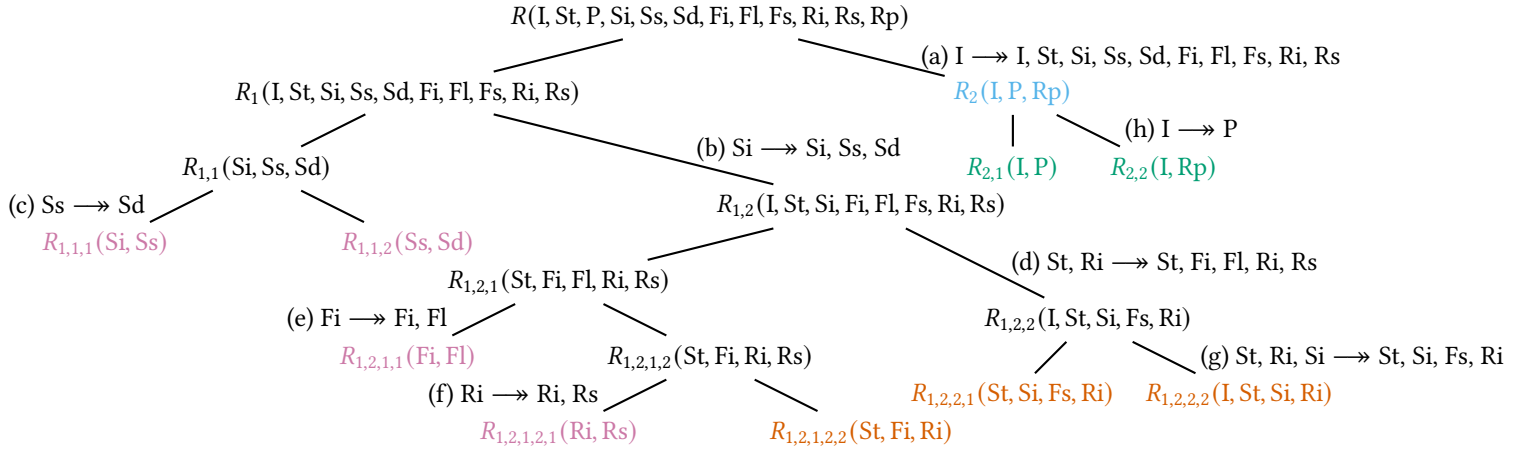 R(I, St, P, Si, Ss, Sd, Fi, Fl, Fs, Ri, Rs, Rp)
(a) I ↠ I, St, Si, Ss, Sd, Fi, Fl, Fs, Ri, Rs
R₁(I, St, Si, Ss, Sd, Fi, Fl, Fs, Ri, Rs)
R₂(I, P, Rp)
(h) I ↠ P
(b) Si ↠ Si, Ss, Sd
R₁,₁(Si, Ss, Sd)
R₂,₁(I, P)
R₂,₂(I, Rp)
(c) Ss ↠ Sd
R₁,₂(I, St, Si, Fi, Fl, Fs, Ri, Rs)
R₁,₁,₁(Si, Ss)
R₁,₁,₂(Ss, Sd)
(d) St, Ri ↠ St, Fi, Fl, Ri, Rs
R₁,₂,₁(St, Fi, Fl, Ri, Rs)
(e) Fi ↠ Fi, Fl
R₁,₂,₂(I, St, Si, Fs, Ri)
R₁,₂,₁,₁(Fi, Fl)
R₁,₂,₁,₂(St, Fi, Ri, Rs)
(g) St, Ri, Si ↠ St, Si, Fs, Ri
(f) Ri ↠ Ri, Rs
R₁,₂,₂,₁(St, Si, Fs, Ri)
R₁,₂,₂,₂(I, St, Si, Ri)
R₁,₂,₁,₂,₁(Ri, Rs)
R₁,₂,₁,₂,₂(St, Fi, Ri)